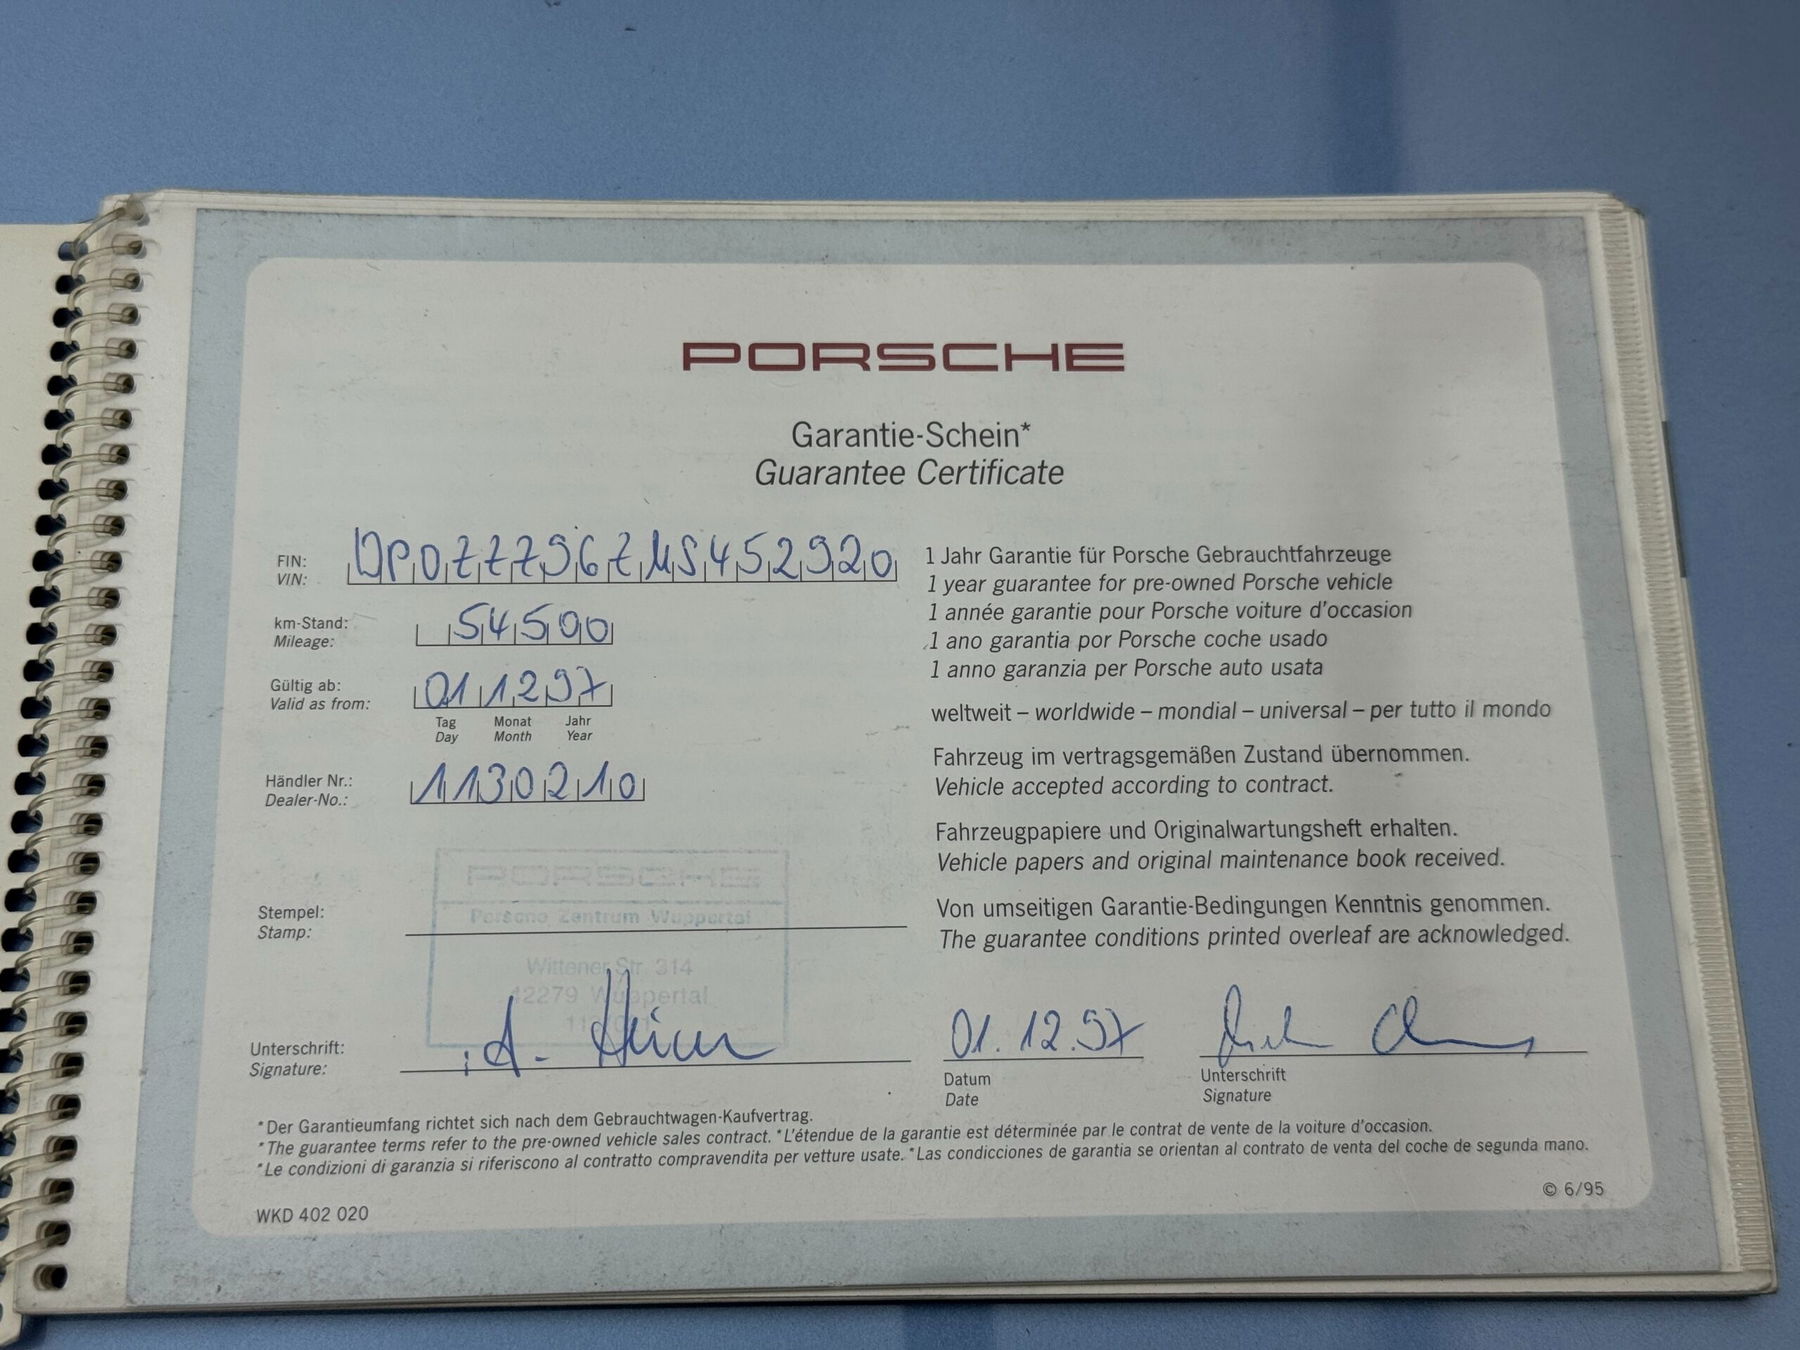 PORSCHE
Garantie-Schein*
Guarantee Certificate
FIN: WP0ZZZ96ZMS452920
VIN:
km-Stand: 54500
Mileage:
Gültig ab: 01 12 97
Valid as from:
Tag Monat Jahr
Day Month Year
Händler Nr.: 1130210
Dealer-No.:
PORSCHE
Porsche Zentrum Wuppertal
Stempel:
Stamp:
Wittener Str. 314
42279 Wuppertal
Unterschrift:
Signature:
1 Jahr Garantie für Porsche Gebrauchtfahrzeuge
1 year guarantee for pre-owned Porsche vehicle
1 année garantie pour Porsche voiture d'occasion
1 ano garantia por Porsche coche usado
1 anno garanzia per Porsche auto usata
weltweit – worldwide – mondial – universal – per tutto il mondo
Fahrzeug im vertragsgemäßen Zustand übernommen.
Vehicle accepted according to contract.
Fahrzeugpapiere und Originalwartungsheft erhalten.
Vehicle papers and original maintenance book received.
Von umseitigen Garantie-Bedingungen Kenntnis genommen.
The guarantee conditions printed overleaf are acknowledged.
01. 12. 97
Datum Unterschrift
Date Signature
*Der Garantieumfang richtet sich nach dem Gebrauchtwagen-Kaufvertrag.
*The guarantee terms refer to the pre-owned vehicle sales contract. *L'étendue de la garantie est déterminée par le contrat de vente de la voiture d'occasion.
*Le condizioni di garanzia si riferiscono al contratto compravendita per vetture usate. *Las condicciones de garantia se orientan al contrato de venta del coche de segunda mano.
© 6/95
WKD 402 020